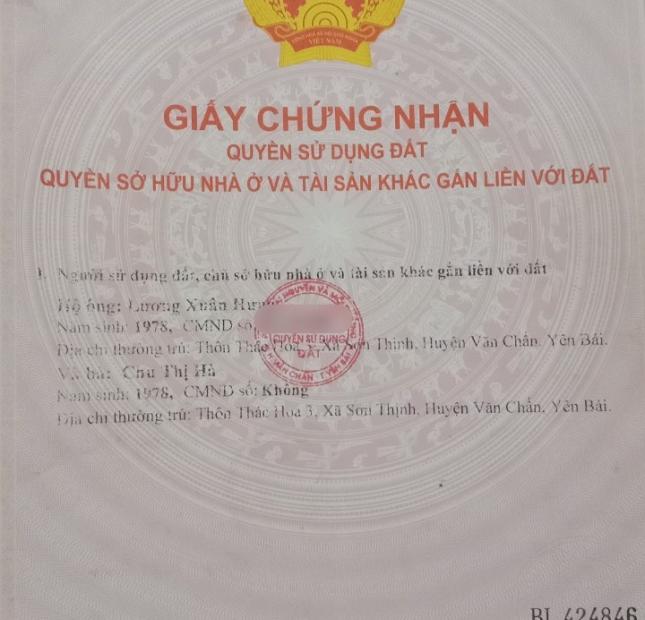 VIỆT NAM
GIẤY CHỨNG NHẬN
QUYỀN SỬ DỤNG ĐẤT
QUYỀN SỞ HỮU NHÀ Ở VÀ TÀI SẢN KHÁC GẮN LIỀN VỚI ĐẤT
I. Người sử dụng đất, chủ sở hữu nhà ở và tài sản khác gắn liền với đất
Hộ ông: Lương Xuân
Năm sinh: 1978, CMND số
QUYỀN SỬ DỤNG
Địa chỉ thường trú: Thôn Thác Hoa Xã Sơn Thịnh, Huyện Văn Chấn, Yên Bái.
ĐẤT
Và bà: Chu Thị Hà
Năm sinh: 1978, CMND số: Không
Địa chỉ thường trú: Thôn Thác Hoa 3, Xã Sơn Thịnh, Huyện Văn Chấn, Yên Bái.
BL 424846